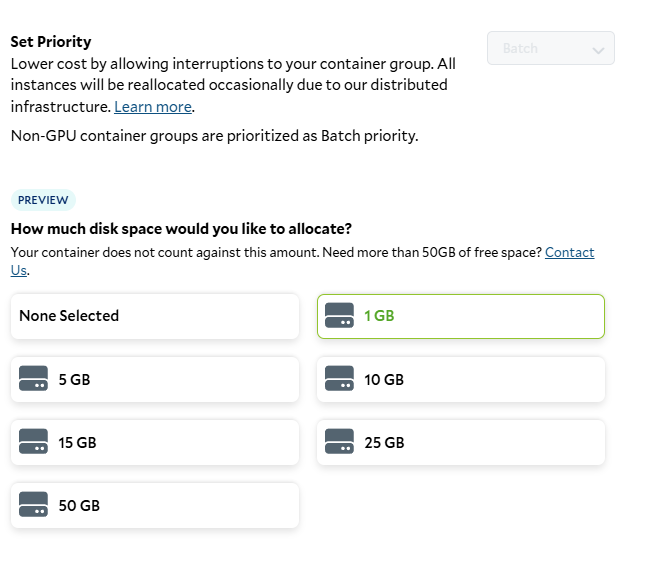 Set Priority
Batch
Lower cost by allowing interruptions to your container group. All
instances will be reallocated occasionally due to our distributed
infrastructure. Learn more.
Non-GPU container groups are prioritized as Batch priority.
PREVIEW
How much disk space would you like to allocate?
Your container does not count against this amount. Need more than 50GB of free space? Contact
Us.
None Selected
1 GB
5 GB
10 GB
15 GB
25 GB
50 GB